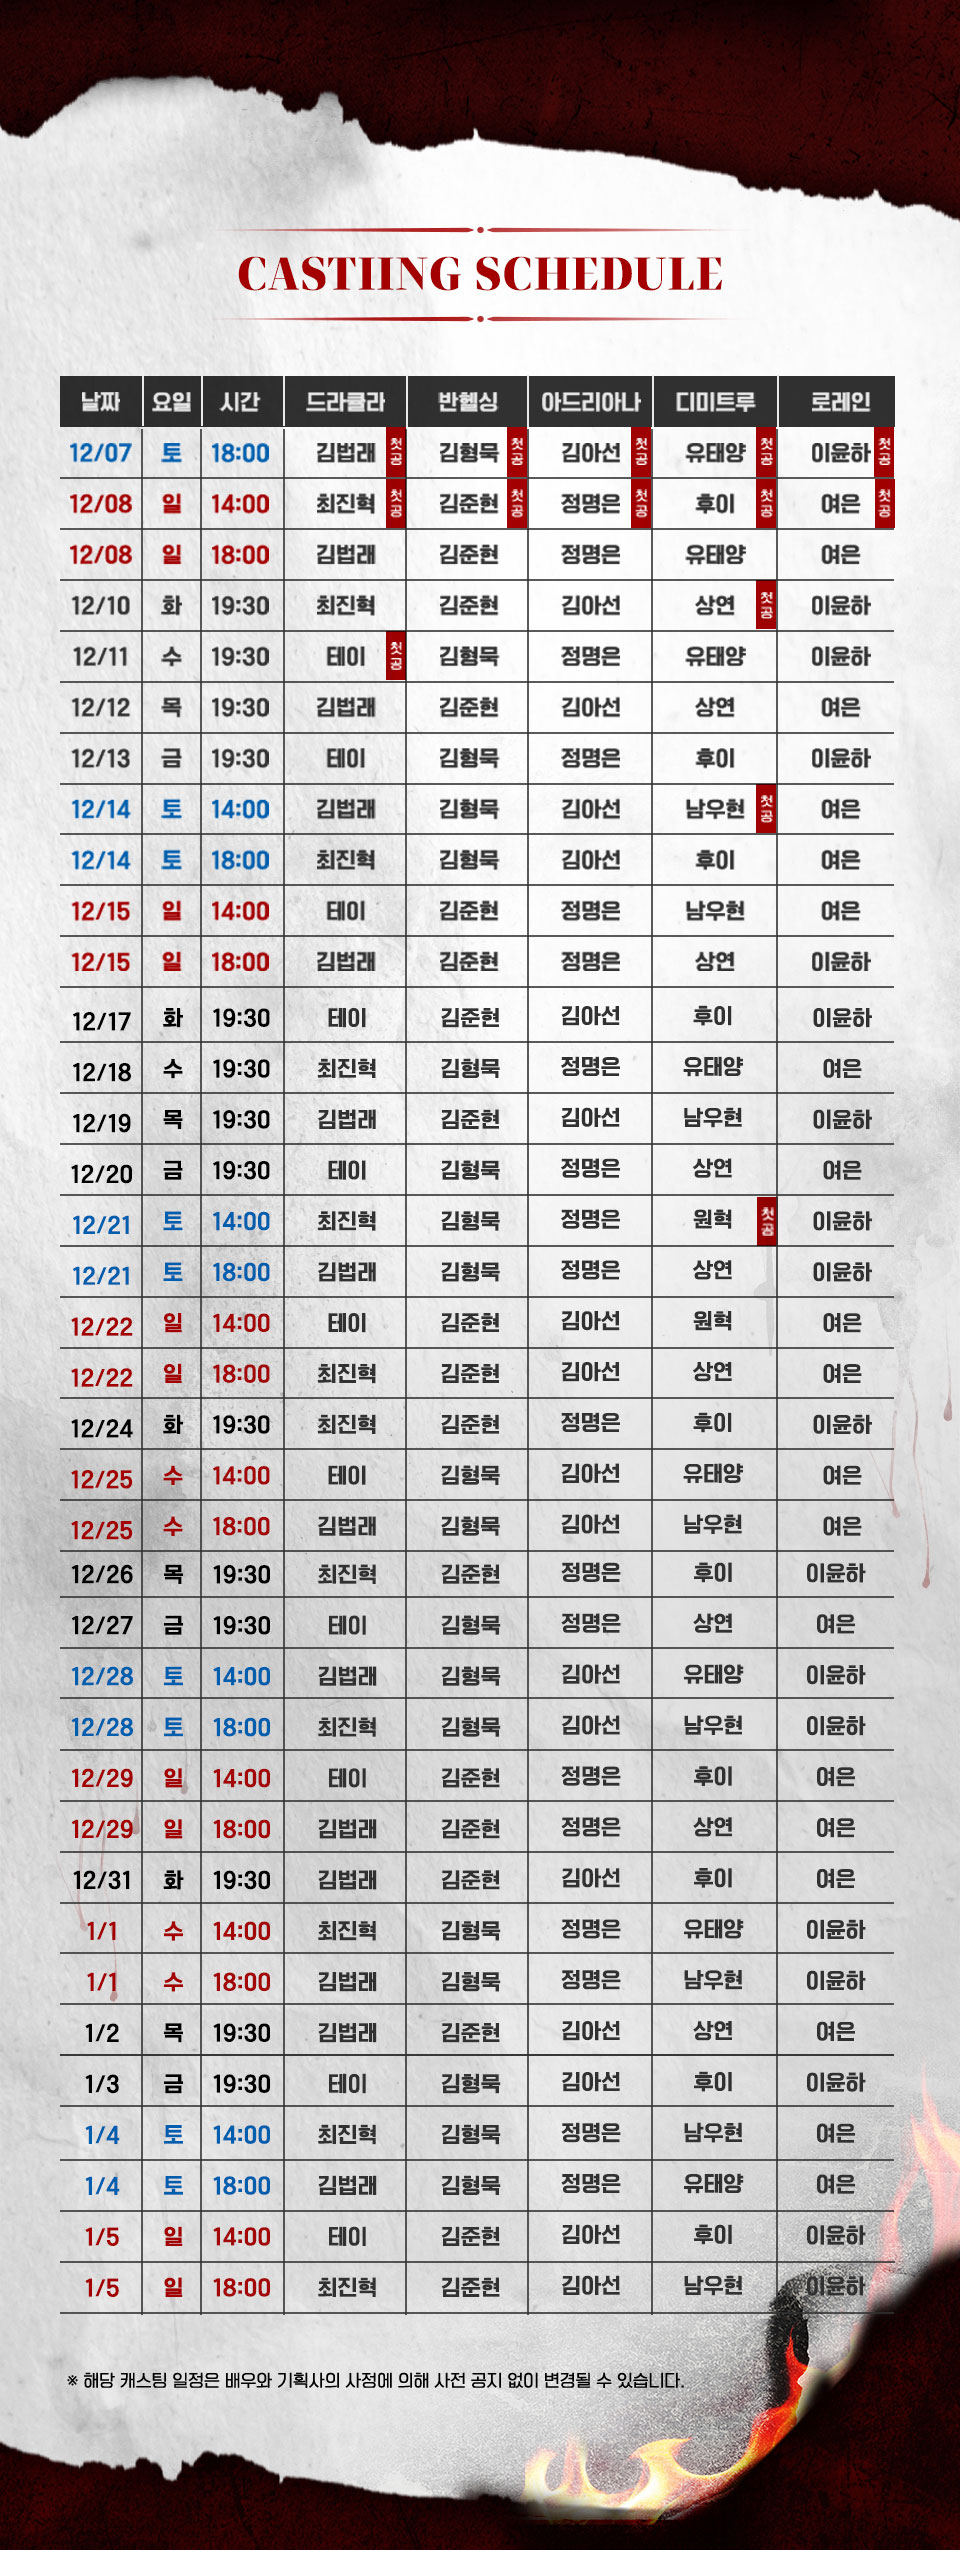 CASTIING SCHEDULE
날짜 요일 시간 드라큘라 반헬싱 아드리아나 디미트루 로레인
12/07 토 18:00 김법래 첫공 김형묵 첫공 김아선 첫공 유태양 첫공 이윤하 첫공
12/08 일 14:00 최진혁 첫공 김준현 첫공 정명은 첫공 후이 첫공 여은 첫공
12/08 일 18:00 김법래 김준현 정명은 유태양 여은
12/10 화 19:30 최진혁 김준현 김아선 상연 첫공 이윤하
12/11 수 19:30 테이 첫공 김형묵 정명은 유태양 이윤하
12/12 목 19:30 김법래 김준현 김아선 상연 여은
12/13 금 19:30 테이 김형묵 정명은 후이 이윤하
12/14 토 14:00 김법래 김형묵 김아선 남우현 첫공 여은
12/14 토 18:00 최진혁 김형묵 김아선 후이 여은
12/15 일 14:00 테이 김준현 정명은 남우현 여은
12/15 일 18:00 김법래 김준현 정명은 상연 이윤하
12/17 화 19:30 테이 김준현 김아선 후이 이윤하
12/18 수 19:30 최진혁 김형묵 정명은 유태양 여은
12/19 목 19:30 김법래 김준현 김아선 남우현 이윤하
12/20 금 19:30 테이 김형묵 정명은 상연 여은
12/21 토 14:00 최진혁 김형묵 정명은 원혁 첫공 이윤하
12/21 토 18:00 김법래 김형묵 정명은 상연 이윤하
12/22 일 14:00 테이 김준현 김아선 원혁 여은
12/22 일 18:00 최진혁 김준현 김아선 상연 여은
12/24 화 19:30 최진혁 김준현 정명은 후이 이윤하
12/25 수 14:00 테이 김형묵 김아선 유태양 여은
12/25 수 18:00 김법래 김형묵 김아선 남우현 여은
12/26 목 19:30 최진혁 김준현 정명은 후이 이윤하
12/27 금 19:30 테이 김형묵 정명은 상연 여은
12/28 토 14:00 김법래 김형묵 김아선 유태양 이윤하
12/28 토 18:00 최진혁 김형묵 김아선 남우현 이윤하
12/29 일 14:00 테이 김준현 정명은 후이 여은
12/29 일 18:00 김법래 김준현 정명은 상연 여은
12/31 화 19:30 김법래 김준현 김아선 후이 여은
1/1 수 14:00 최진혁 김형묵 정명은 유태양 이윤하
1/1 수 18:00 김법래 김형묵 정명은 남우현 이윤하
1/2 목 19:30 김법래 김준현 김아선 상연 여은
1/3 금 19:30 테이 김형묵 김아선 후이 이윤하
1/4 토 14:00 최진혁 김형묵 정명은 남우현 여은
1/4 토 18:00 김법래 김형묵 정명은 유태양 여은
1/5 일 14:00 테이 김준현 김아선 후이 이윤하
1/5 일 18:00 최진혁 김준현 김아선 남우현 이윤하
※ 해당 캐스팅 일정은 배우와 기획사의 사정에 의해 사전 공지 없이 변경될 수 있습니다.